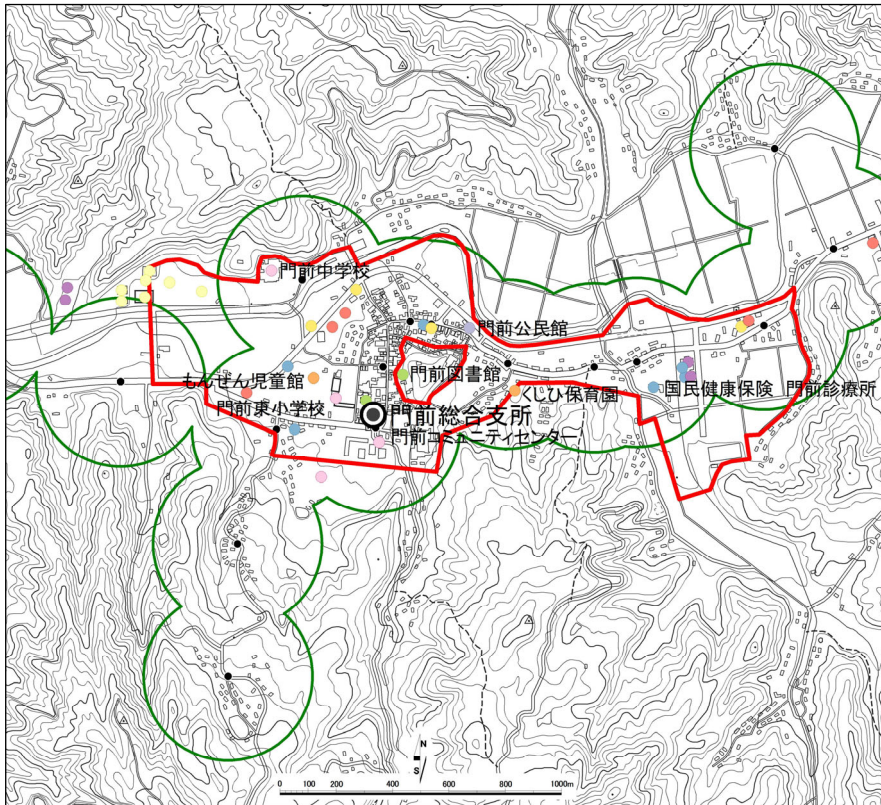 門前中学校
門前公民館
もんぜん児童館
門前図書館
くしひ保育園
国民健康保険 門前診療所
門前東小学校
門前総合支所
門前コミュニティセンター
N
S
0 200 400 600 800 1000m